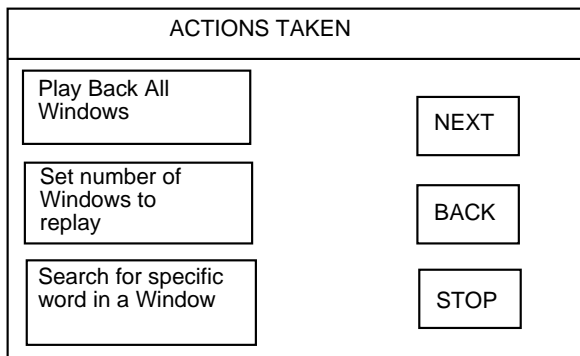 ACTIONS TAKEN
Play Back All
Windows
NEXT
Set number of
Windows to
replay
BACK
Search for specific
word in a Window
STOP